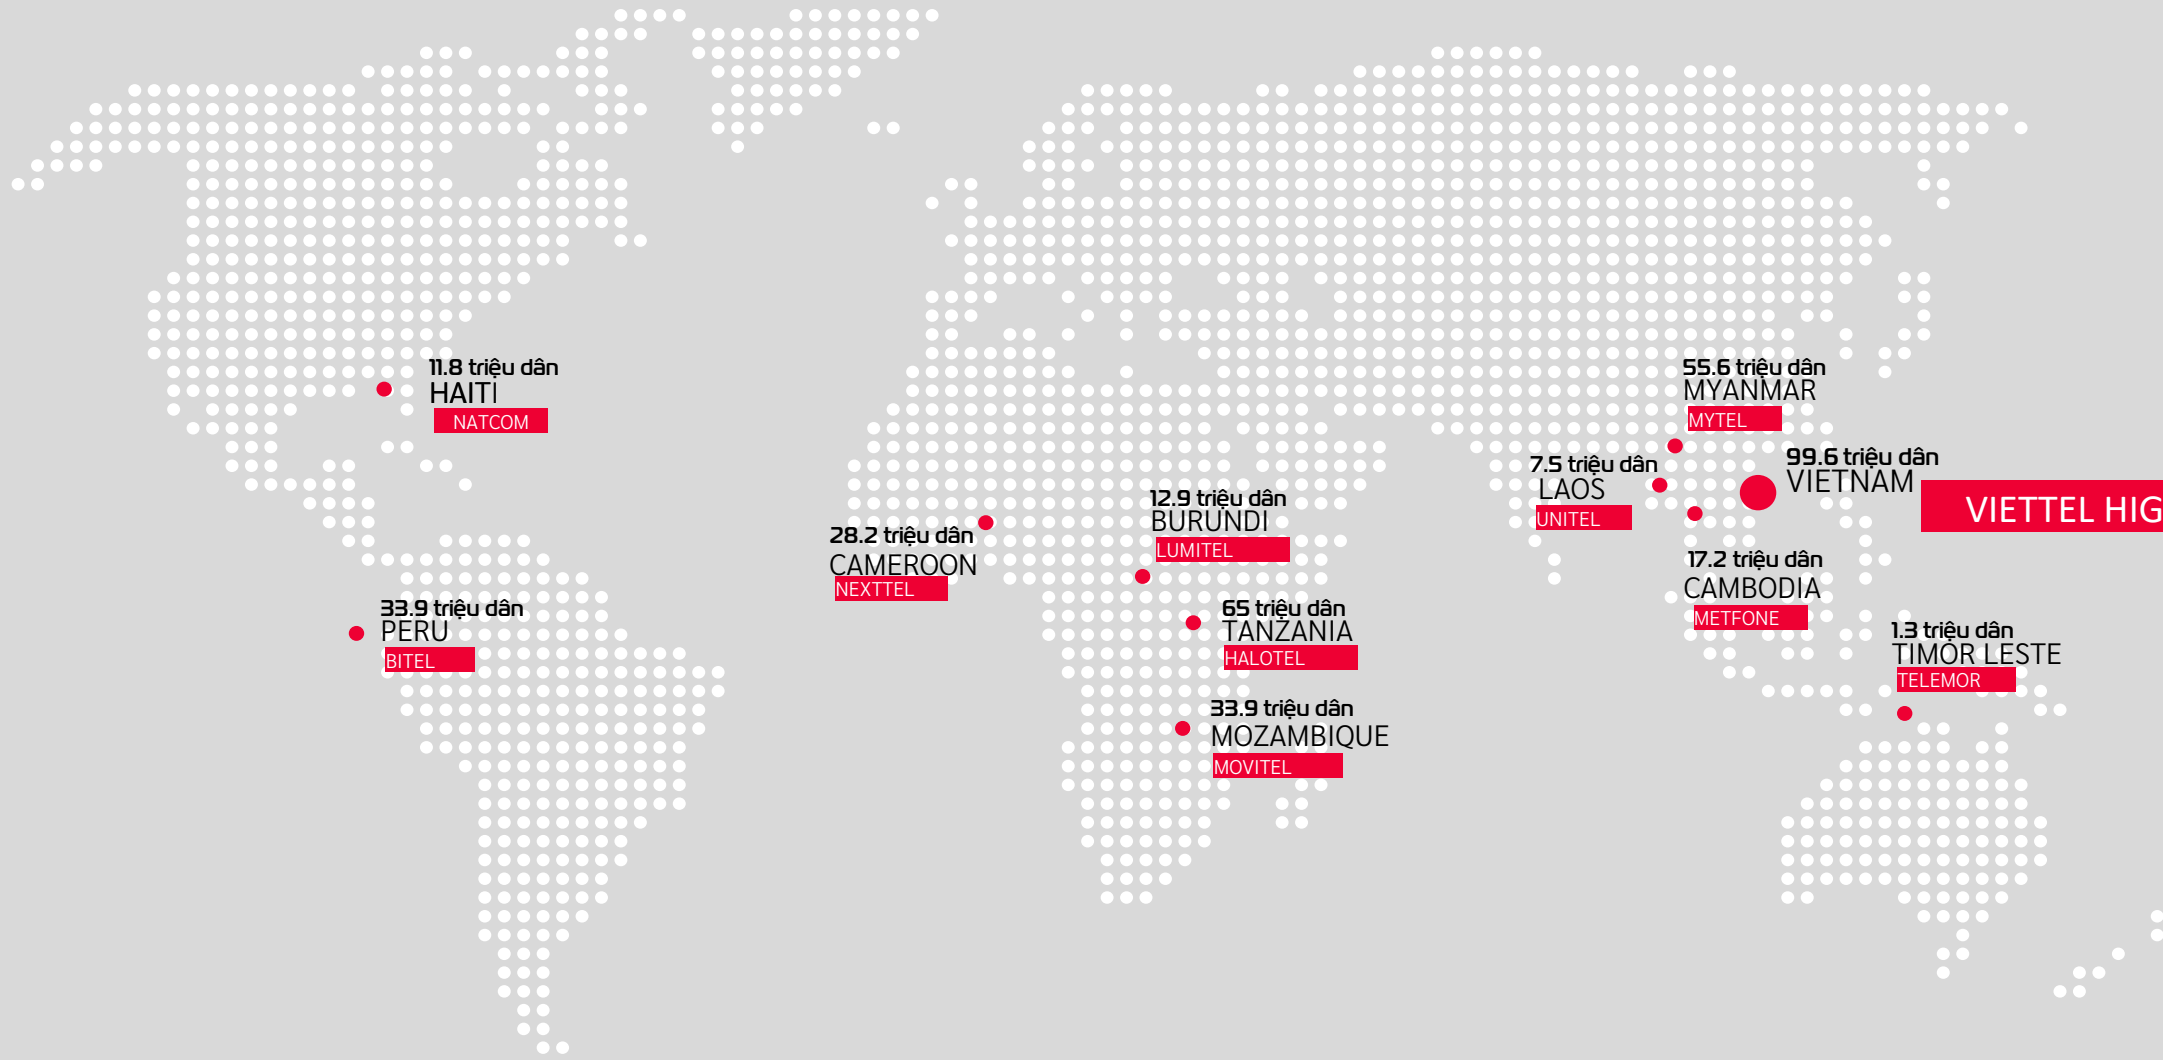 11.8 triệu dân
HAITI
NATCOM
55.6 triệu dân
MYANMAR
MYTEL
99.6 triệu dân
VIETNAM
VIETTEL HIG
7.5 triệu dân
LAOS
UNITEL
12.9 triệu dân
BURUNDI
LUMITEL
28.2 triệu dân
CAMEROON
NEXTTEL
17.2 triệu dân
CAMBODIA
METFONE
33.9 triệu dân
PERU
BITEL
65 triệu dân
TANZANIA
HALOTEL
1.3 triệu dân
TIMOR LESTE
TELEMOR
33.9 triệu dân
MOZAMBIQUE
MOVITEL